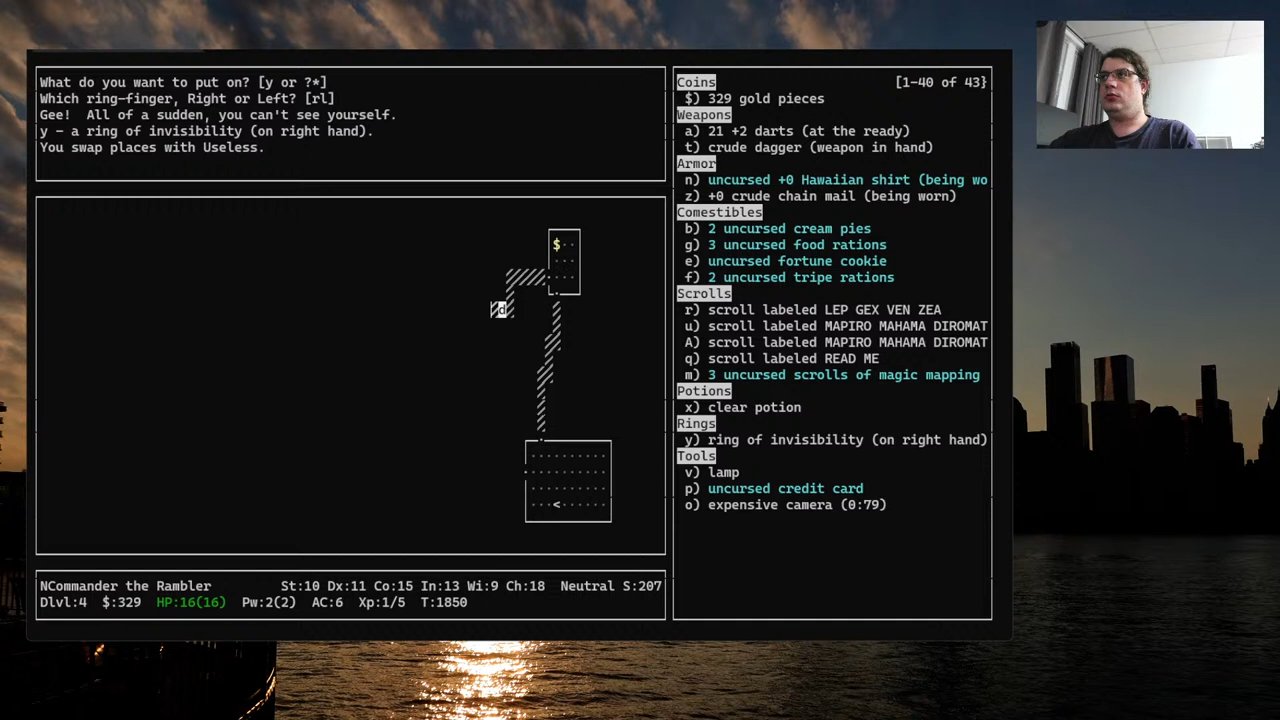 What do you want to put on? [y or ?*]
Which ring-finger, Right or Left? [rl]
Gee!  All of a sudden, you can't see yourself.
y - a ring of invisibility (on right hand).
You swap places with Useless.
$
d
<
NCommander the Rambler St:10 Dx:11 Co:15 In:13 Wi:9 Ch:18 Neutral S:207
Dlvl:4 $:329 HP:16(16) Pw:2(2) AC:6 Xp:1/5 T:1850
Coins [1-40 of 43}
$) 329 gold pieces
Weapons
a) 21 +2 darts (at the ready)
t) crude dagger (weapon in hand)
Armor
n) uncursed +0 Hawaiian shirt (being wo
z) +0 crude chain mail (being worn)
Comestibles
b) 2 uncursed cream pies
g) 3 uncursed food rations
e) uncursed fortune cookie
f) 2 uncursed tripe rations
Scrolls
r) scroll labeled LEP GEX VEN ZEA
u) scroll labeled MAPIRO MAHAMA DIROMAT
A) scroll labeled MAPIRO MAHAMA DIROMAT
q) scroll labeled READ ME
m) 3 uncursed scrolls of magic mapping
Potions
x) clear potion
Rings
y) ring of invisibility (on right hand)
Tools
v) lamp
p) uncursed credit card
o) expensive camera (0:79)